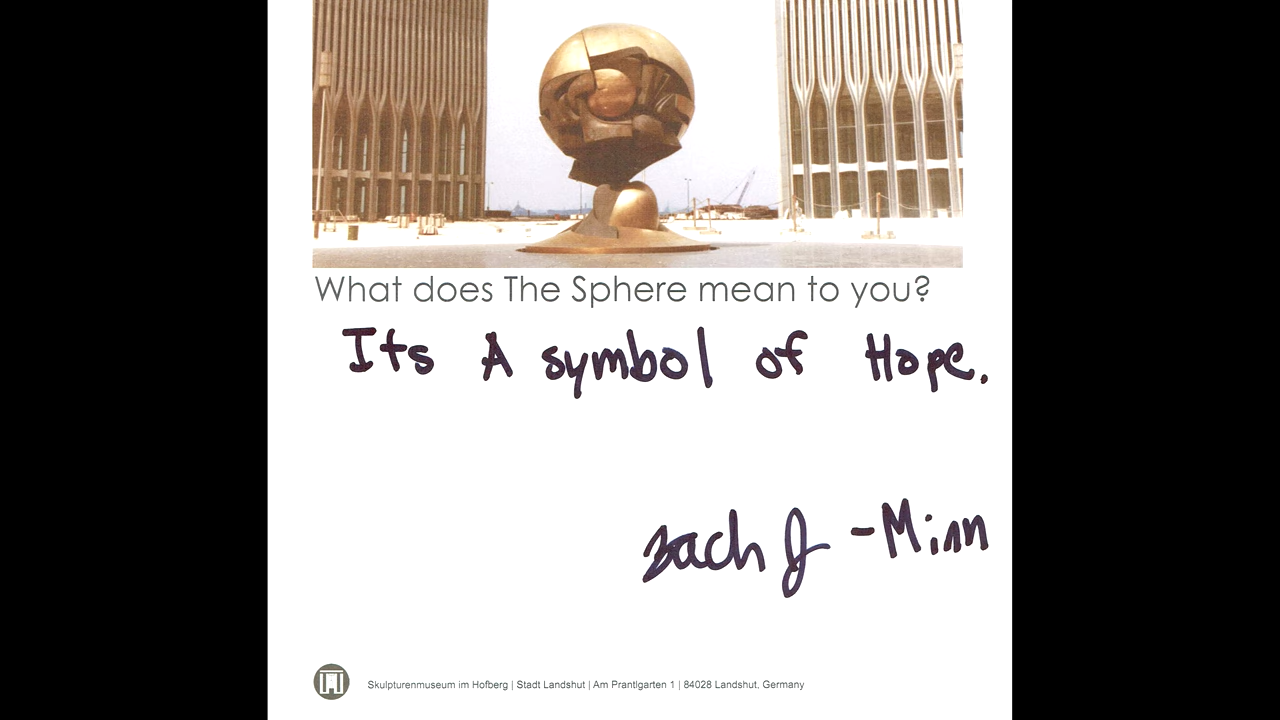 What does The Sphere mean to you?
Its A symbol of Hope.
Zach J - Minn
Skulpturenmuseum im Hofberg | Stadt Landshut | Am Prantlgarten 1 | 84028 Landshut, Germany